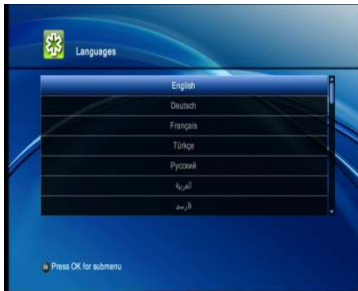 Languages
English
Deutsch
Français
Türkçe
Русский
العربية
فارسی
Press OK for submenu